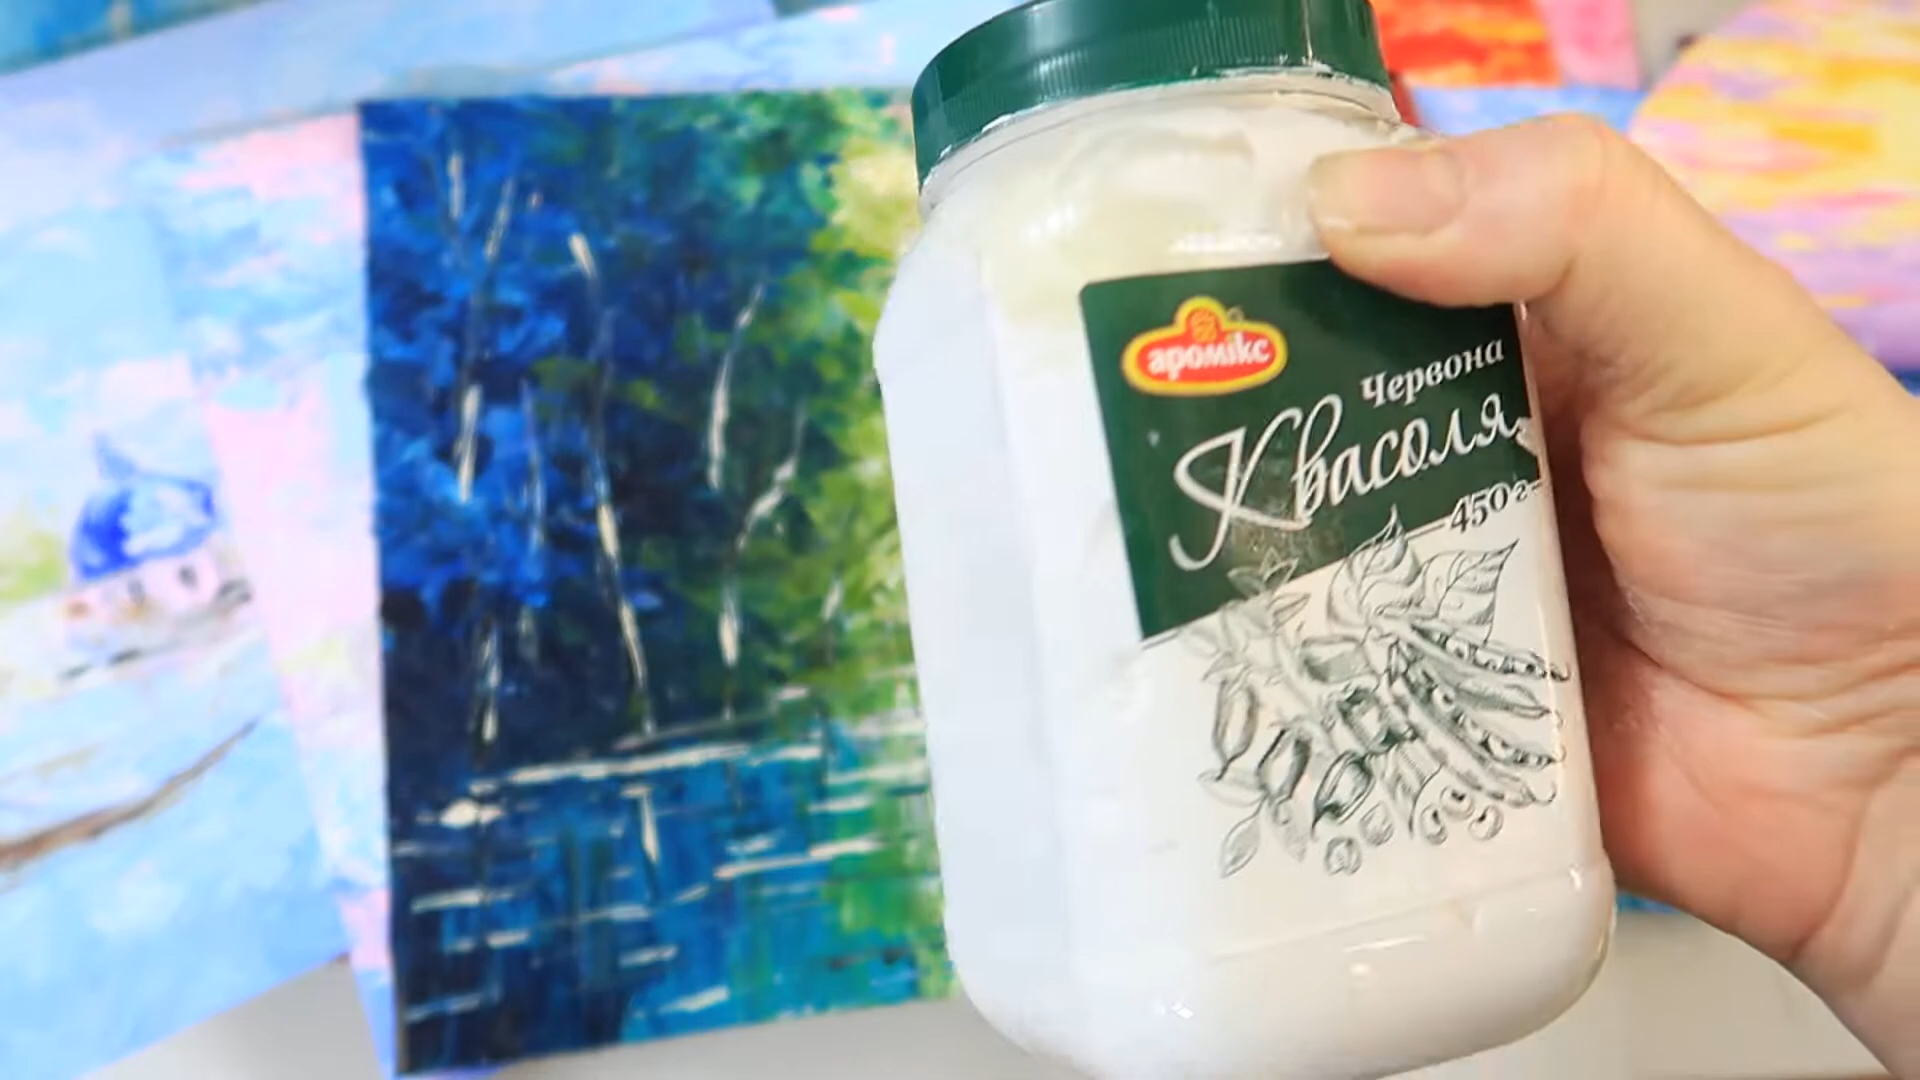 аромікс
Червона
Квасоля
450г